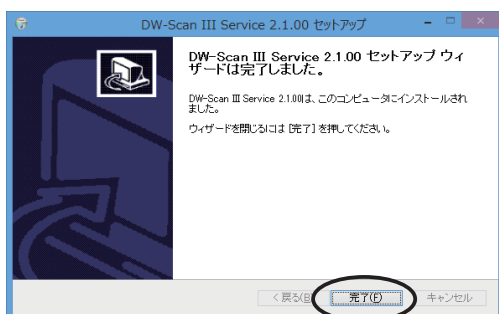 DW-Scan III Service 2.1.00 セットアップ
DW-Scan III Service 2.1.00 セットアップ ウィ
ザードは完了しました。
DW-Scan III Service 2.1.00は、このコンピュータにインストールされ
ました。
ウィザードを閉じるには [完了] を押してください。
< 戻る(B) 完了(F) キャンセル